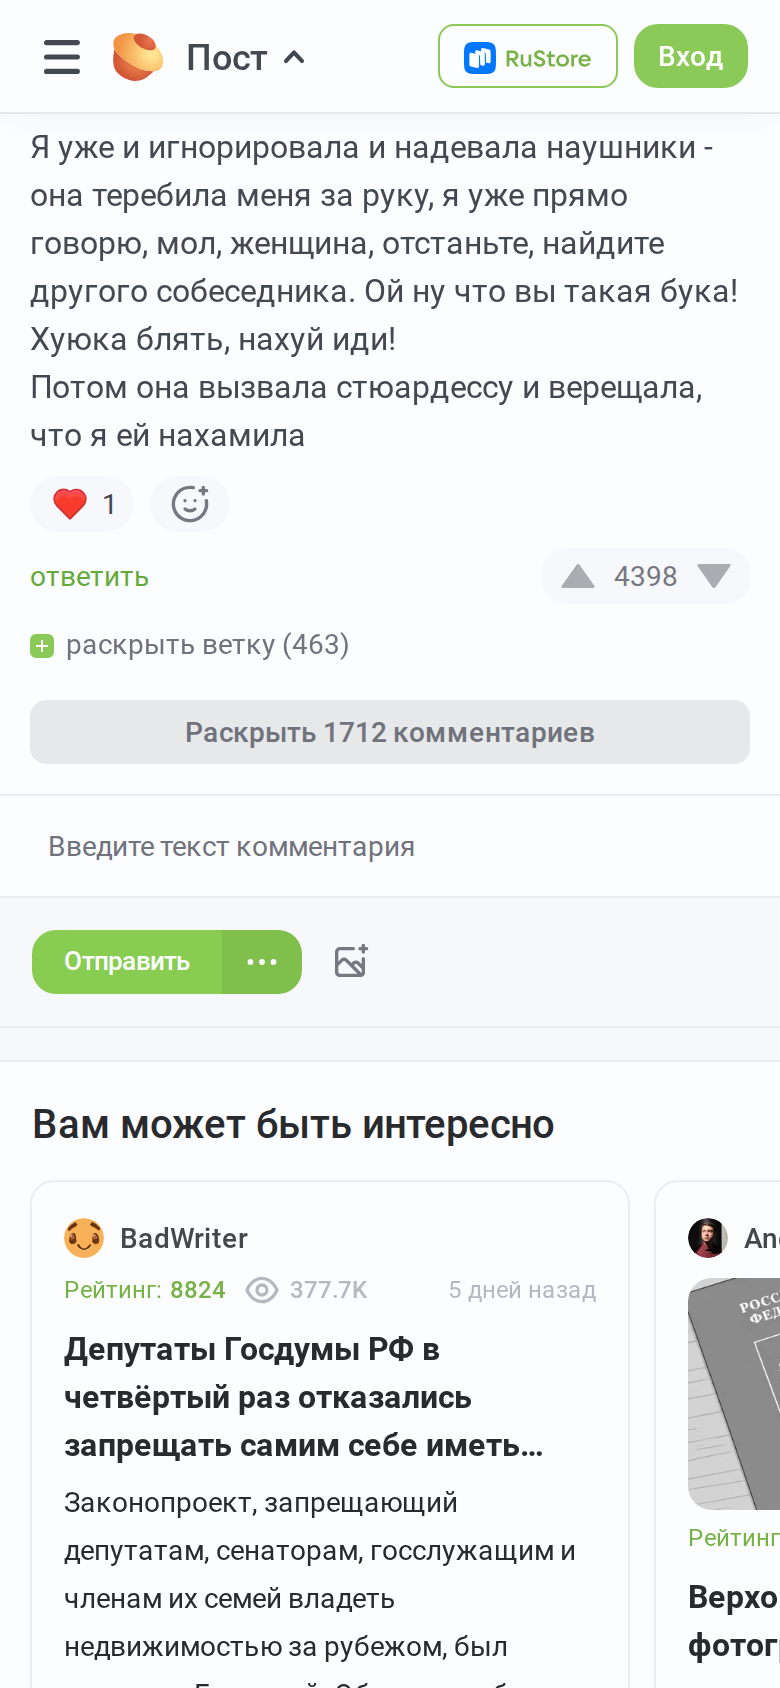 Пост
RuStore
Вход
Я уже и игнорировала и надевала наушники -
она теребила меня за руку, я уже прямо
говорю, мол, женщина, отстаньте, найдите
другого собеседника. Ой ну что вы такая бука!
Хуюка блять, нахуй иди!
Потом она вызвала стюардессу и верещала,
что я ей нахамила
1
ответить
4398
раскрыть ветку (463)
Раскрыть 1712 комментариев
Введите текст комментария
Отправить
Вам может быть интересно
BadWriter
Рейтинг: 8824 377.7K 5 дней назад
Депутаты Госдумы РФ в
четвёртый раз отказались
запрещать самим себе иметь...
Законопроект, запрещающий
депутатам, сенаторам, госслужащим и
членам их семей владеть
недвижимостью за рубежом, был